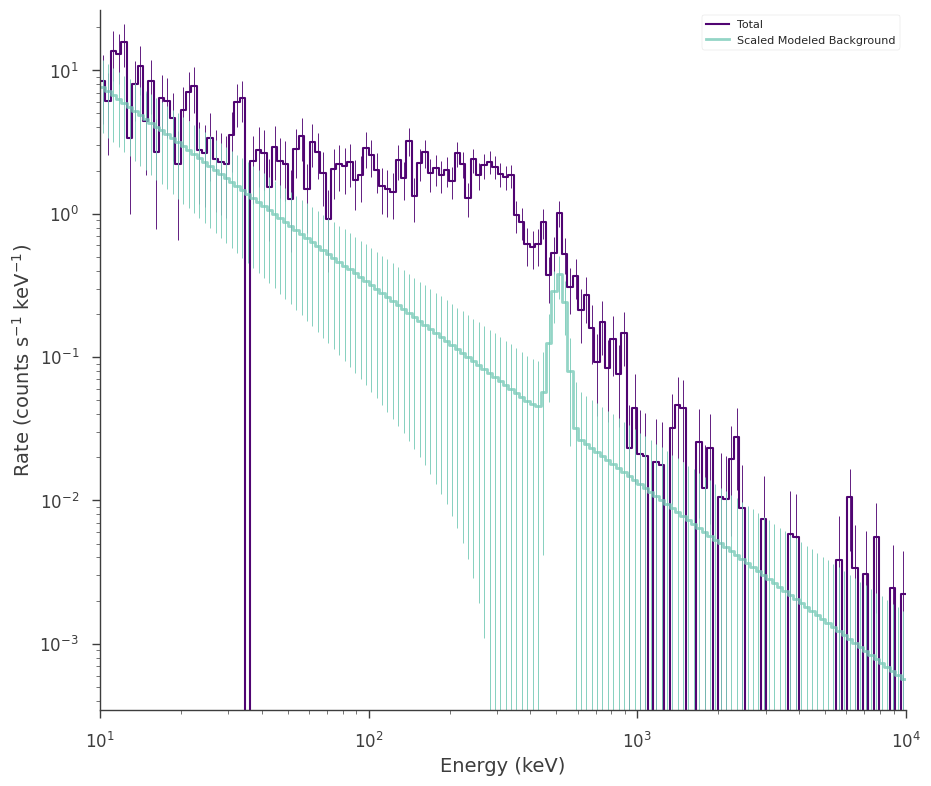 Total
Scaled Modeled Background
10¹
10⁰
10⁻¹
10⁻²
10⁻³
Rate (counts s⁻¹ keV⁻¹)
10¹ 10² 10³ 10⁴
Energy (keV)